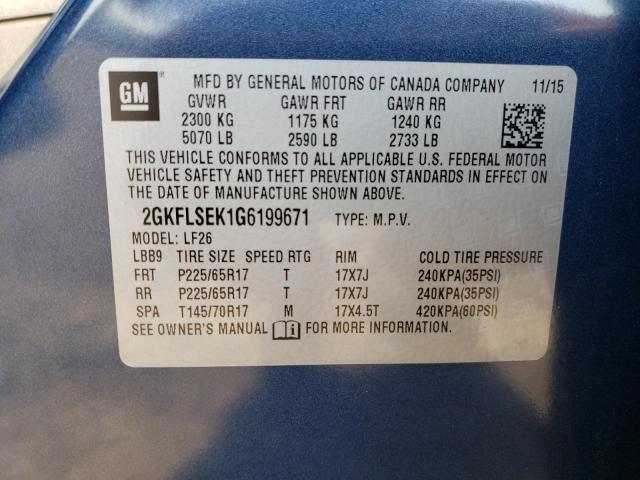 GM
MFD BY GENERAL MOTORS OF CANADA COMPANY 11/15
GVWR GAWR FRT GAWR RR
2300 KG 1175 KG 1240 KG
5070 LB 2590 LB 2733 LB
THIS VEHICLE CONFORMS TO ALL APPLICABLE U.S. FEDERAL MOTOR
VEHICLE SAFETY AND THEFT PREVENTION STANDARDS IN EFFECT ON
THE DATE OF MANUFACTURE SHOWN ABOVE.
2GKFLSEK1G6199671 TYPE: M.P.V.
MODEL: LF26
LBB9 TIRE SIZE SPEED RTG RIM COLD TIRE PRESSURE
FRT P225/65R17 T 17X7J 240KPA(35PSI)
RR P225/65R17 T 17X7J 240KPA(35PSI)
SPA T145/70R17 M 17X4.5T 420KPA(60PSI)
SEE OWNER'S MANUAL FOR MORE INFORMATION.